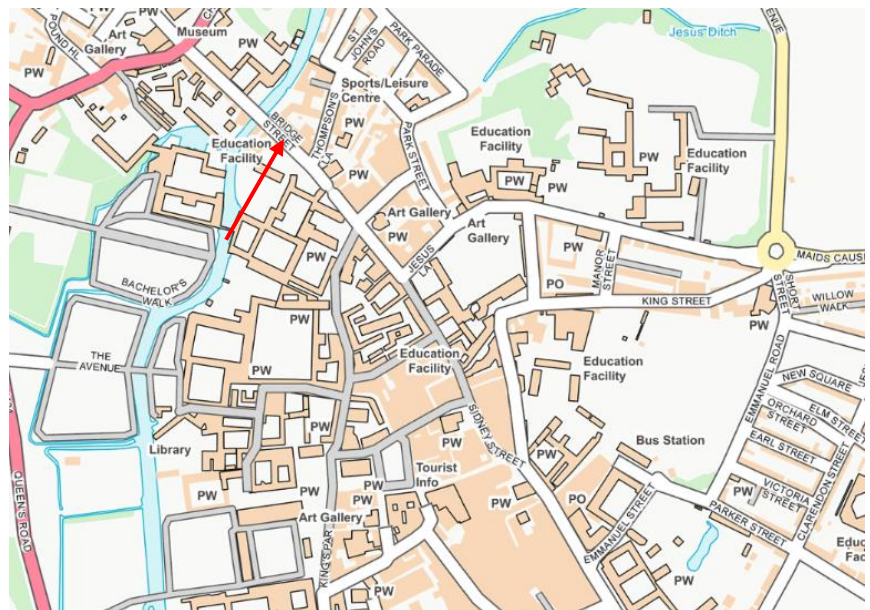 POUND HL
PW
Art
Gallery
PW
Museum
PW
PW
ST.
JOHN'S
ROAD
PARK PARADE
Jesus Ditch
Sports/Leisure
Centre
BRIDGE
STREET
THOMPSON'S
LA
PW
PARK STREET
Education
Facility
Education
Facility
PW
PW
Education
Facility
PW
Art Gallery
PW
Art
Gallery
JESUS
LA
PW
MANOR
STREET
PO
KING STREET
MAIDS CAUSE
SHORT
STREET
WILLOW
WALK
BACHELOR'S
WALK
PW
PW
THE
AVENUE
PW
Education
Facility
Education
Facility
PW
EMMANUEL ROAD
NEW SQUARE
ELM STREET
ORCHARD
STREET
EARL STREET
CLARENDON STREET
VICTORIA
STREET
PARKER STREET
SIDNEY STREET
PW
PW
Bus Station
Library
Tourist
Info
PW
PW
PW
PO
PW
PW
Art Gallery
PW
KING'S PAR
QUEEN'S ROAD
EMMANUEL STREET
PW
PW
Educ
Fac